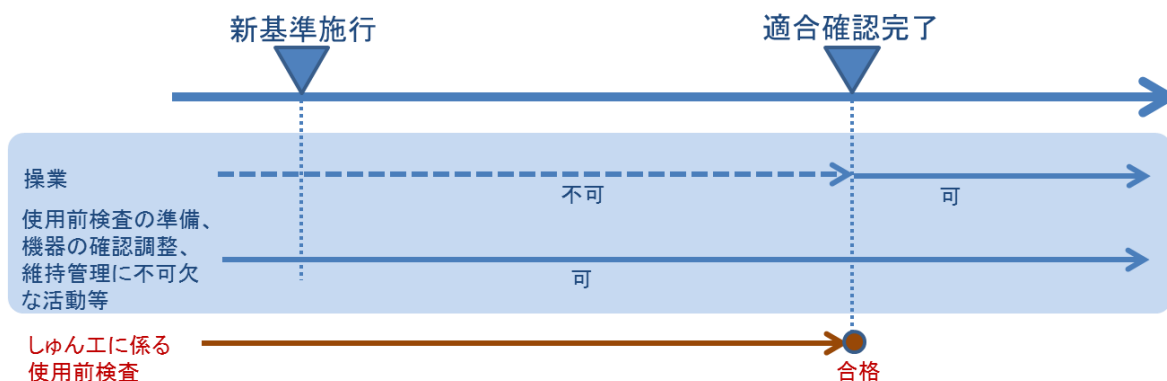 新基準施行
適合確認完了
操業
不可
可
使用前検査の準備、
機器の確認調整、
維持管理に不可欠
な活動等
可
しゅん工に係る
使用前検査
合格